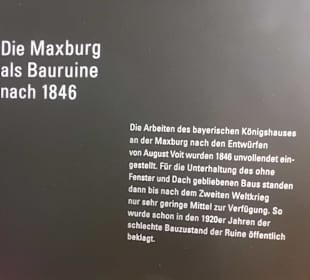 Die Maxburg
als Bauruine
nach 1846
Die Arbeiten des bayerischen Königshauses
an der Maxburg nach den Entwürfen
von August Voit wurden 1846 unvollendet ein-
gestellt. Für die Unterhaltung des ohne
Fenster und Dach gebliebenen Baus standen
dann bis nach dem Zweiten Weltkrieg
nur sehr geringe Mittel zur Verfügung. So
wurde schon in den 1920er Jahren der
schlechte Bauzustand der Ruine öffentlich
beklagt.